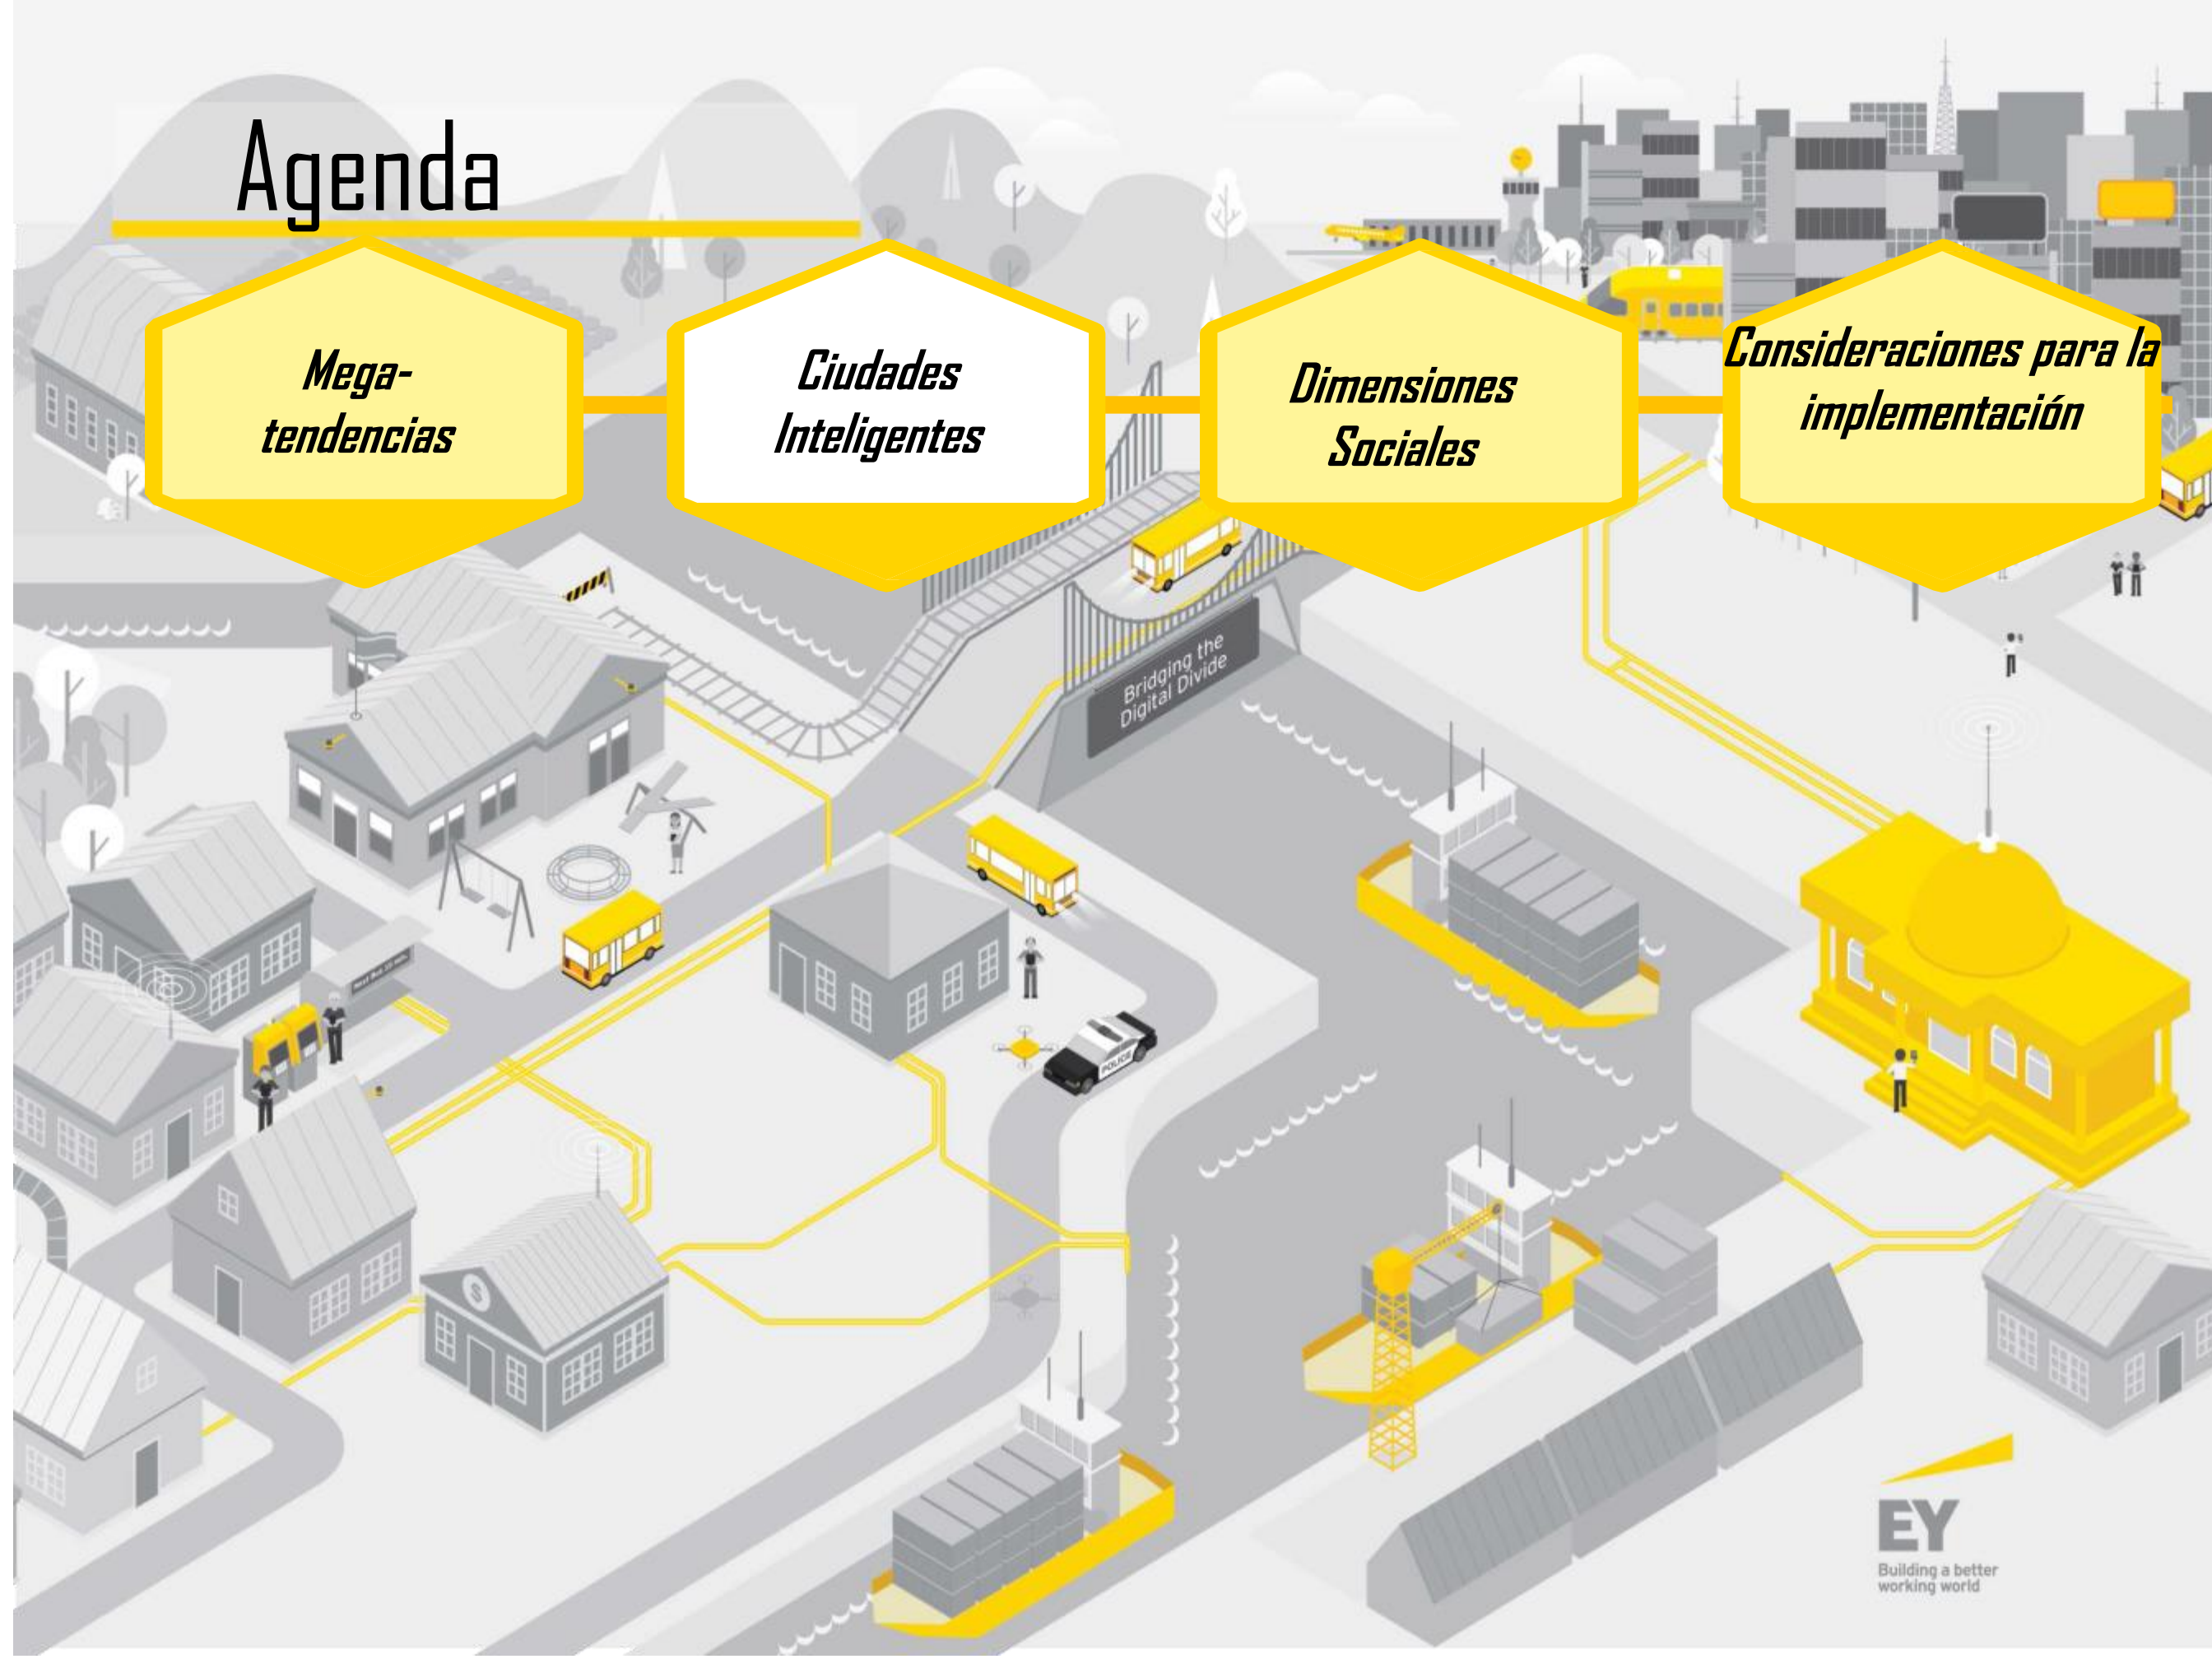 Agenda
Mega-
tendencias
Ciudades
Inteligentes
Dimensiones
Sociales
Consideraciones para la
implementación
Bridging the
Digital Divide
POLICE
$
EY
Building a better
working world